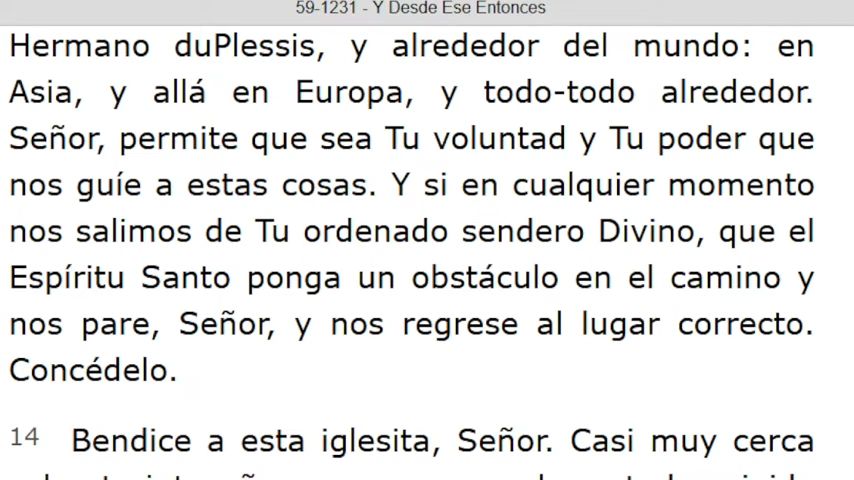 59-1231 - Y Desde Ese Entonces
Hermano duPlessis, y alrededor del mundo: en
Asia, y allá en Europa, y todo-todo alrededor.
Señor, permite que sea Tu voluntad y Tu poder que
nos guíe a estas cosas. Y si en cualquier momento
nos salimos de Tu ordenado sendero Divino, que el
Espíritu Santo ponga un obstáculo en el camino y
nos pare, Señor, y nos regrese al lugar correcto.
Concédelo.
14 Bendice a esta iglesita, Señor. Casi muy cerca